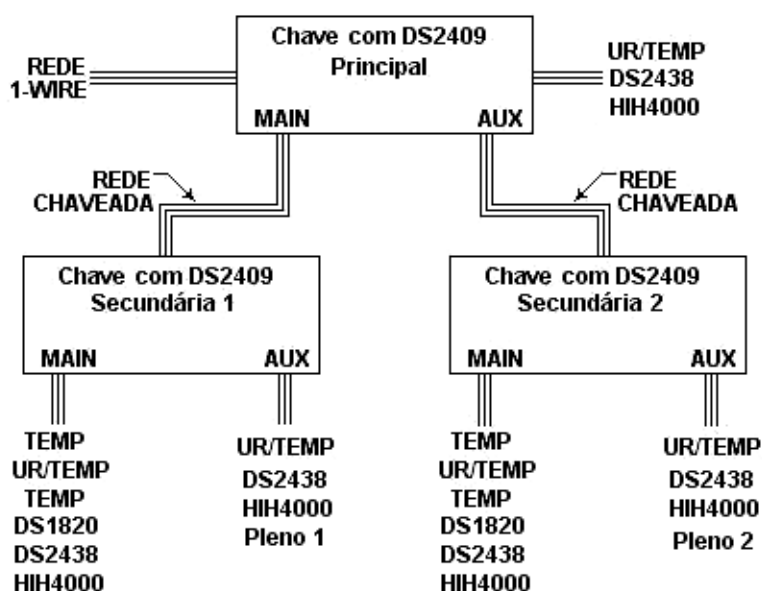 Chave com DS2409
Principal
MAIN
AUX
REDE
1-WIRE
UR/TEMP
DS2438
HIH4000
REDE
CHAVEADA
REDE
CHAVEADA
Chave com DS2409
Secundária 1
MAIN
AUX
Chave com DS2409
Secundária 2
MAIN
AUX
TEMP
UR/TEMP
TEMP
DS1820
DS2438
HIH4000
UR/TEMP
DS2438
HIH4000
Pleno 1
TEMP
UR/TEMP
TEMP
DS1820
DS2438
HIH4000
UR/TEMP
DS2438
HIH4000
Pleno 2